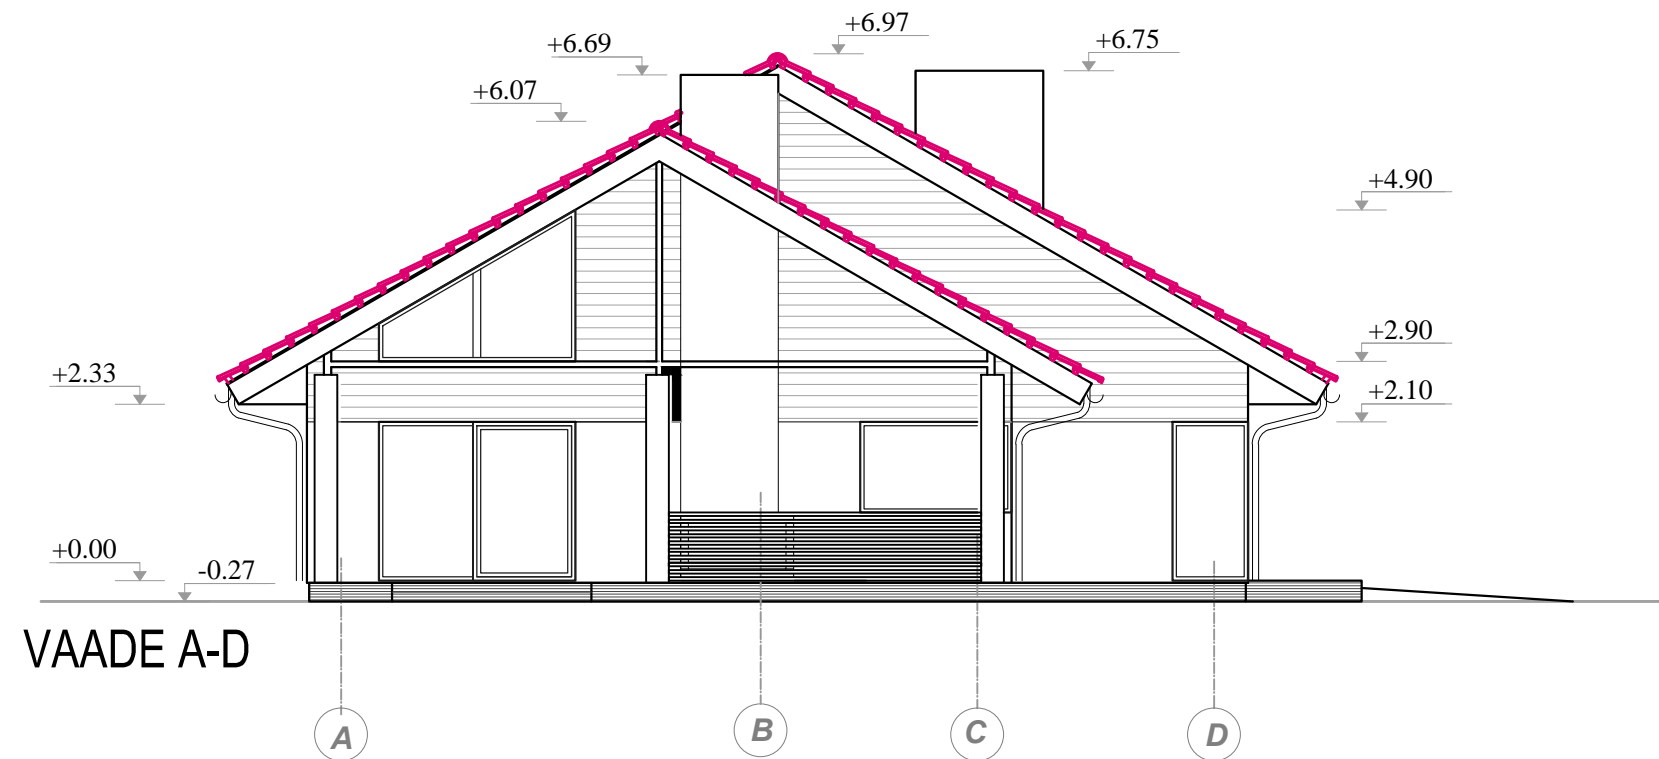 +6.97
+6.69
+6.75
+6.07
+4.90
+2.90
+2.33
+2.10
+0.00
-0.27
VAADE A-D
A
B
C
D